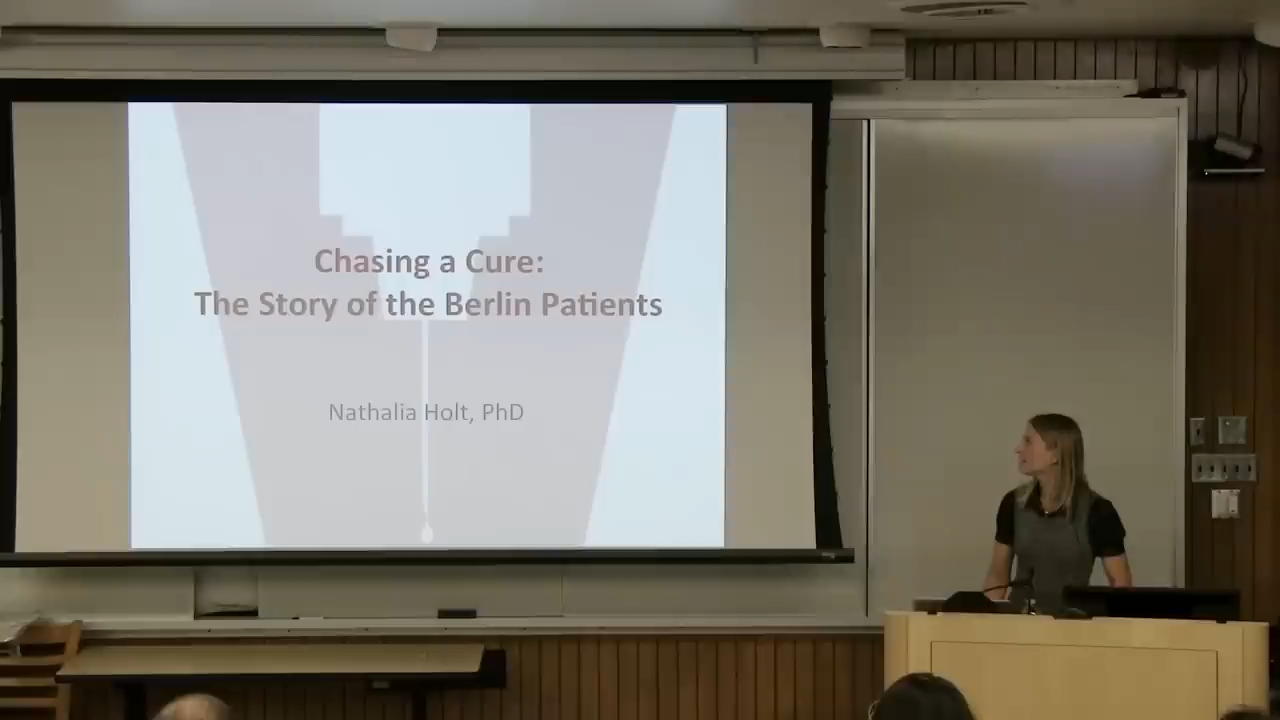 Chasing a Cure:
The Story of the Berlin Patients
Nathalia Holt, PhD